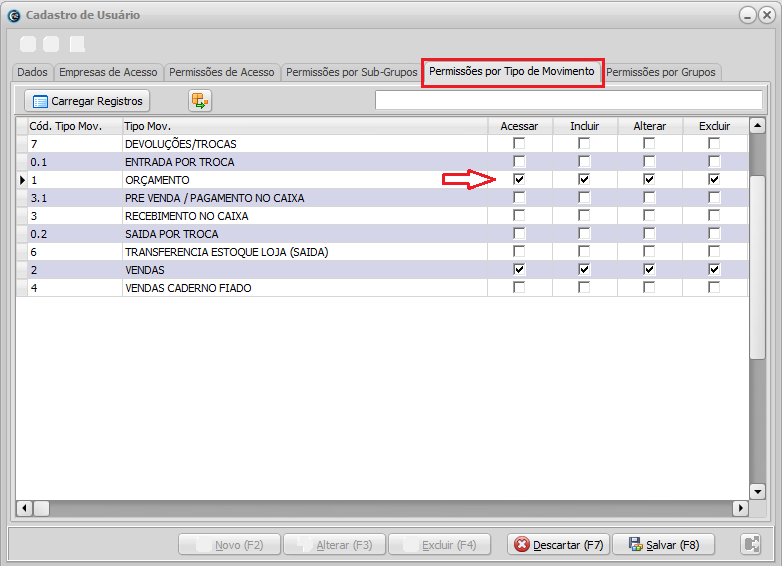 Cadastro de Usuário
Dados Empresas de Acesso Permissões de Acesso Permissões por Sub-Grupos Permissões por Tipo de Movimento Permissões por Grupos
Carregar Registros
Cód. Tipo Mov. Tipo Mov. Acessar Incluir Alterar Excluir
7 DEVOLUÇÕES/TROCAS
0.1 ENTRADA POR TROCA
1 ORÇAMENTO
3.1 PRE VENDA / PAGAMENTO NO CAIXA
3 RECEBIMENTO NO CAIXA
0.2 SAIDA POR TROCA
6 TRANSFERENCIA ESTOQUE LOJA (SAIDA)
2 VENDAS
4 VENDAS CADERNO FIADO
Novo (F2) Alterar (F3) Excluir (F4) Descartar (F7) Salvar (F8)